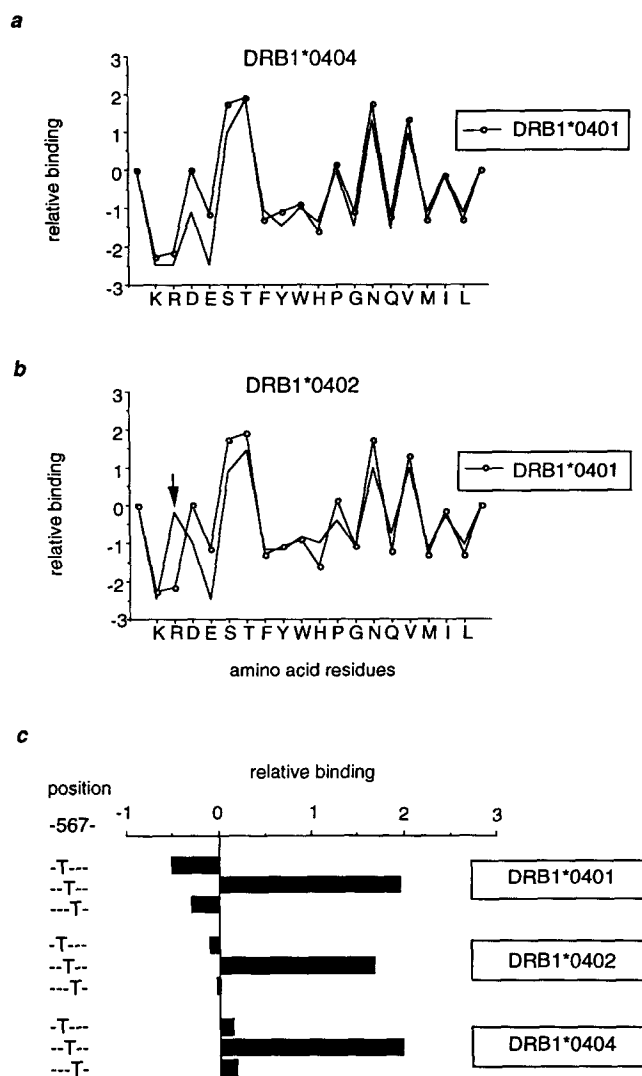 a
DRB1*0404
3
2
1
0
-1
-2
-3
relative binding
DRB1*0401
K R D E S T F Y W H P G N Q V M I L
b
DRB1*0402
3
2
1
0
-1
-2
-3
relative binding
DRB1*0401
K R D E S T F Y W H P G N Q V M I L
amino acid residues
c
relative binding
position
-567-
-1 0 1 2 3
-T---
--T--
---T-
DRB1*0401
-T---
--T--
---T-
DRB1*0402
-T---
--T--
---T-
DRB1*0404